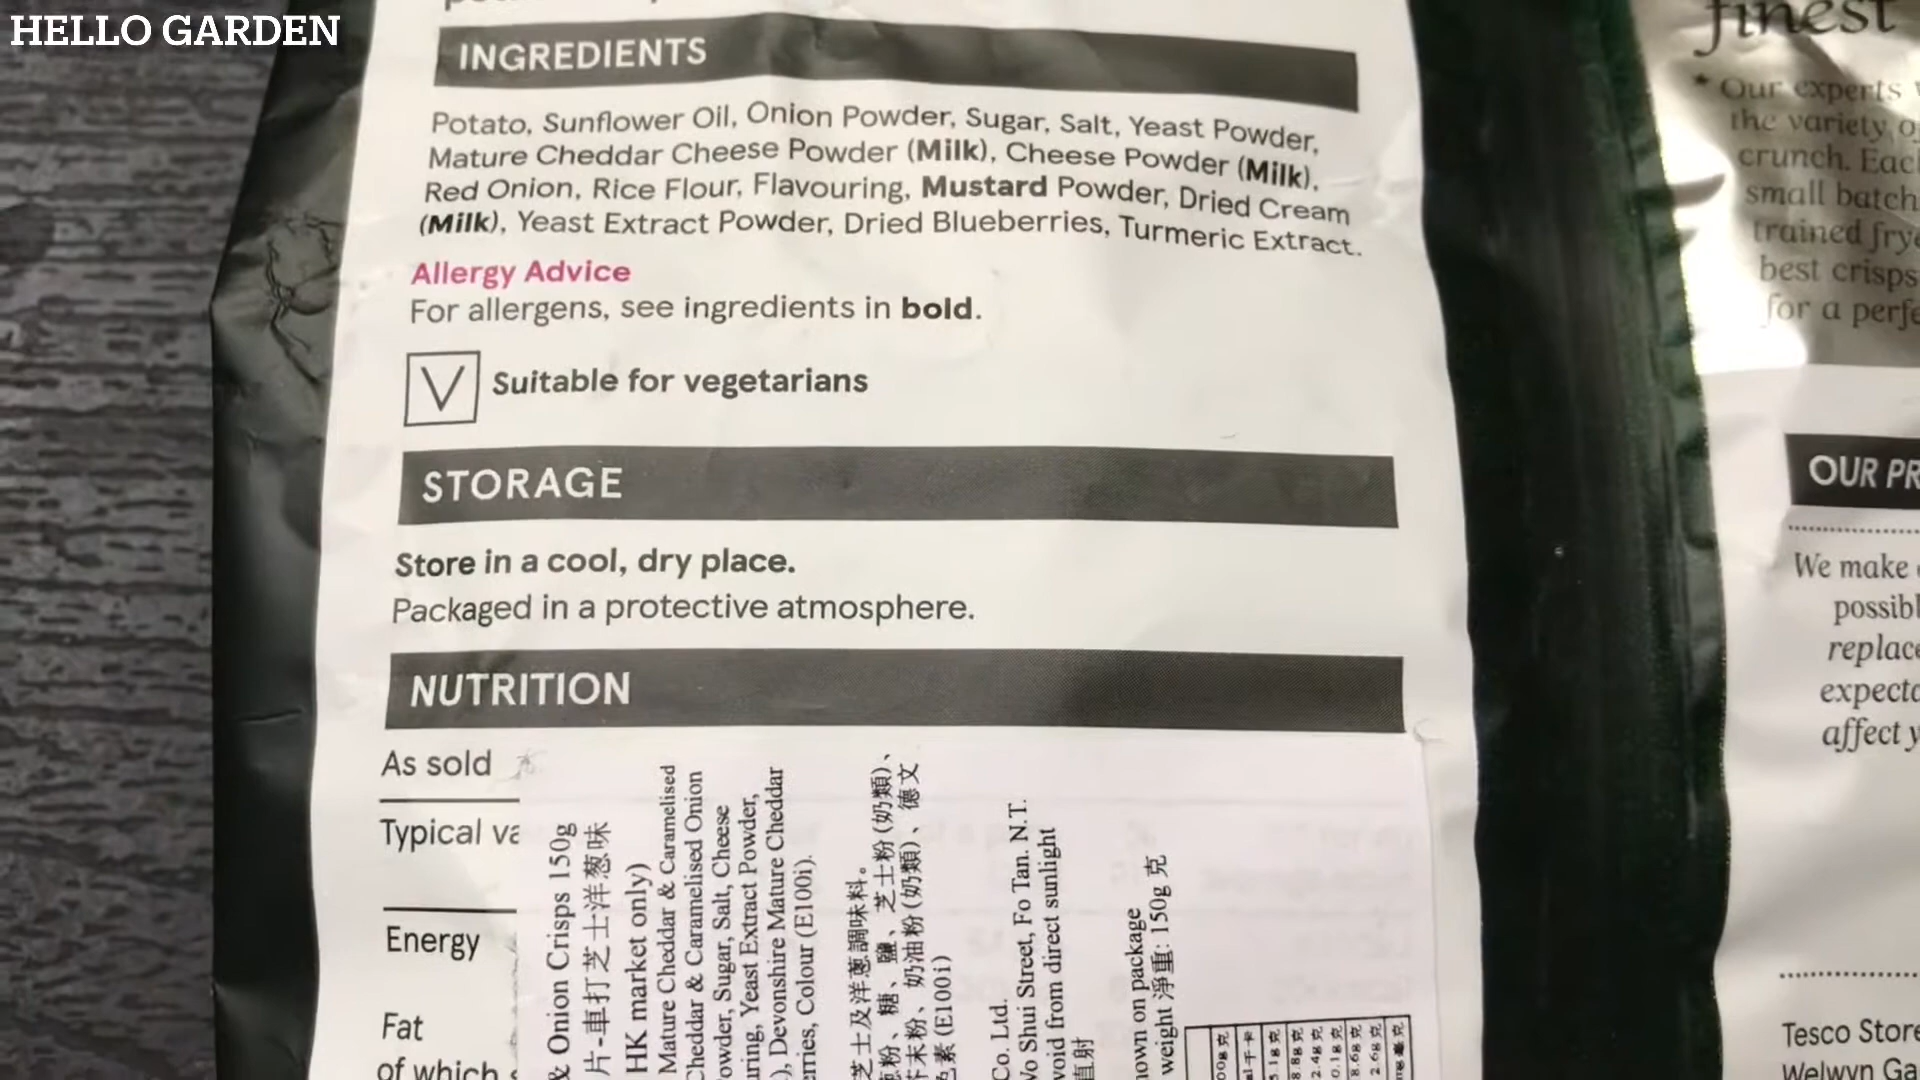 HELLO GARDEN
INGREDIENTS
Potato, Sunflower Oil, Onion Powder, Sugar, Salt, Yeast Powder,
Mature Cheddar Cheese Powder (Milk), Cheese Powder (Milk),
Red Onion, Rice Flour, Flavouring, Mustard Powder, Dried Cream
(Milk), Yeast Extract Powder, Dried Blueberries, Turmeric Extract.
Allergy Advice
For allergens, see ingredients in bold.
V Suitable for vegetarians
STORAGE
Store in a cool, dry place.
Packaged in a protective atmosphere.
NUTRITION
As sold
Typical va
Energy
Fat
of which
& Onion Crisps 150g
片-車打芝士洋葱味
HK market only)
Mature Cheddar & Caramelised
Cheddar & Caramelised Onion
owder, Sugar, Salt, Cheese
uring, Yeast Extract Powder,
), Devonshire Mature Cheddar
erries, Colour (E100i).
芝士及洋蔥調味料。
粉、糖、鹽、芝士粉(奶類)、
芥末粉、奶油粉(奶類)、德文
色素(E100i)
Co. Ltd.
Wo Shui Street, Fo Tan. N.T.
void from direct sunlight
直射
hown on package
weight 淨重: 150g 克
finest
* Our experts
the variety
crunch. Eac
small batch
trained frye
best crisps
for a perfe
OUR PR
We make
possibl
replace
expecta
affect y
Tesco Store
Welwyn Ga